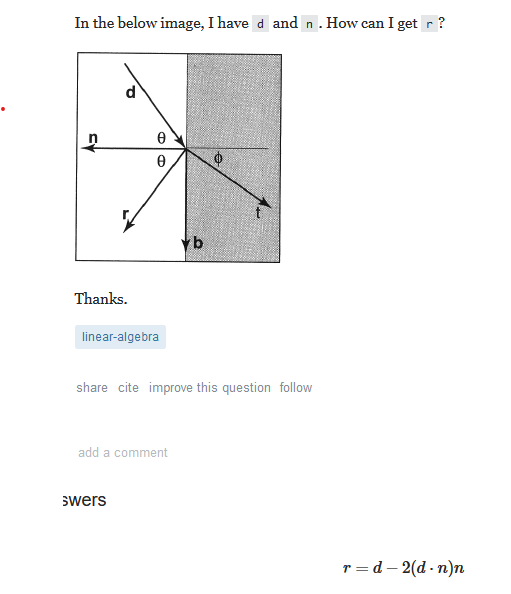 In the below image, I have d and n . How can I get r ?
d
n
θ
θ
ϕ
r
t
b
Thanks.
linear-algebra
share cite improve this question follow
add a comment
swers
r = d − 2(d · n)n